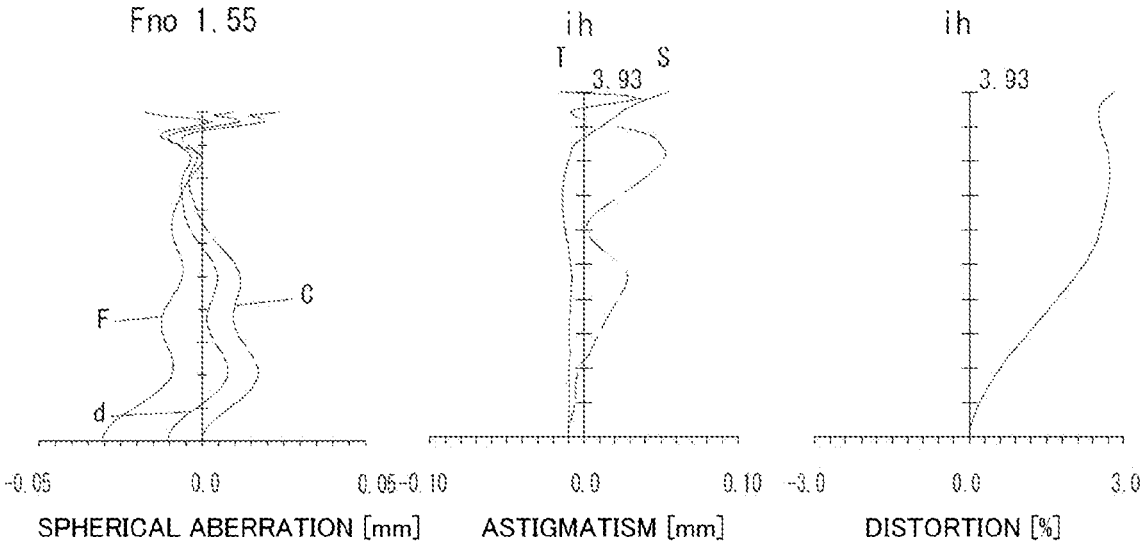 Fno 1.55
ih
ih
T S
3.93
3.93
C
F
d
-0.05 0.0 0.05
-0.10 0.0 0.10
-3.0 0.0 3.0
SPHERICAL ABERRATION [mm]
ASTIGMATISM [mm]
DISTORTION [%]